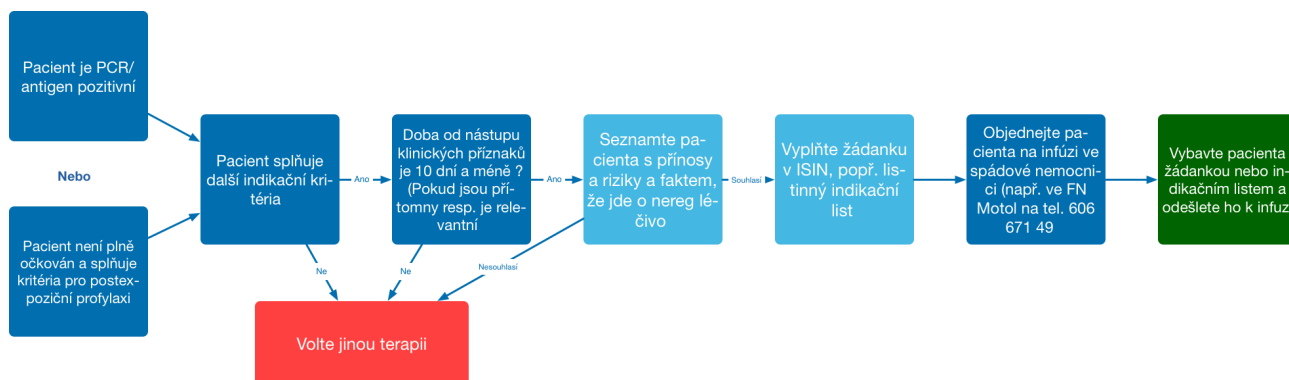 Pacient je PCR/
antigen pozitivní
Nebo
Pacient není plně
očkován a splňuje
kritéria pro postex-
poziční profylaxi
Pacient splňuje
další indikační kri-
téria
Ano
Ne
Doba od nástupu
klinických příznaků
je 10 dní a méně ?
(Pokud jsou pří-
tomny resp. je rele-
vantní
Ano
Ne
Seznamte pa-
cienta s přínosy
a riziky a faktem,
že jde o nereg lé-
čivo
Souhlasí
Nesouhlasí
Volte jinou terapii
Vyplňte žádanku
v ISIN, popř. lis-
tinný indikační
list
Objednejte pa-
cienta na infúzi ve
spádové nemocni-
ci (např. ve FN
Motol na tel. 606
671 49
Vybavte pacienta
žádankou nebo in-
dikačním listem a
odešlete ho k infuz